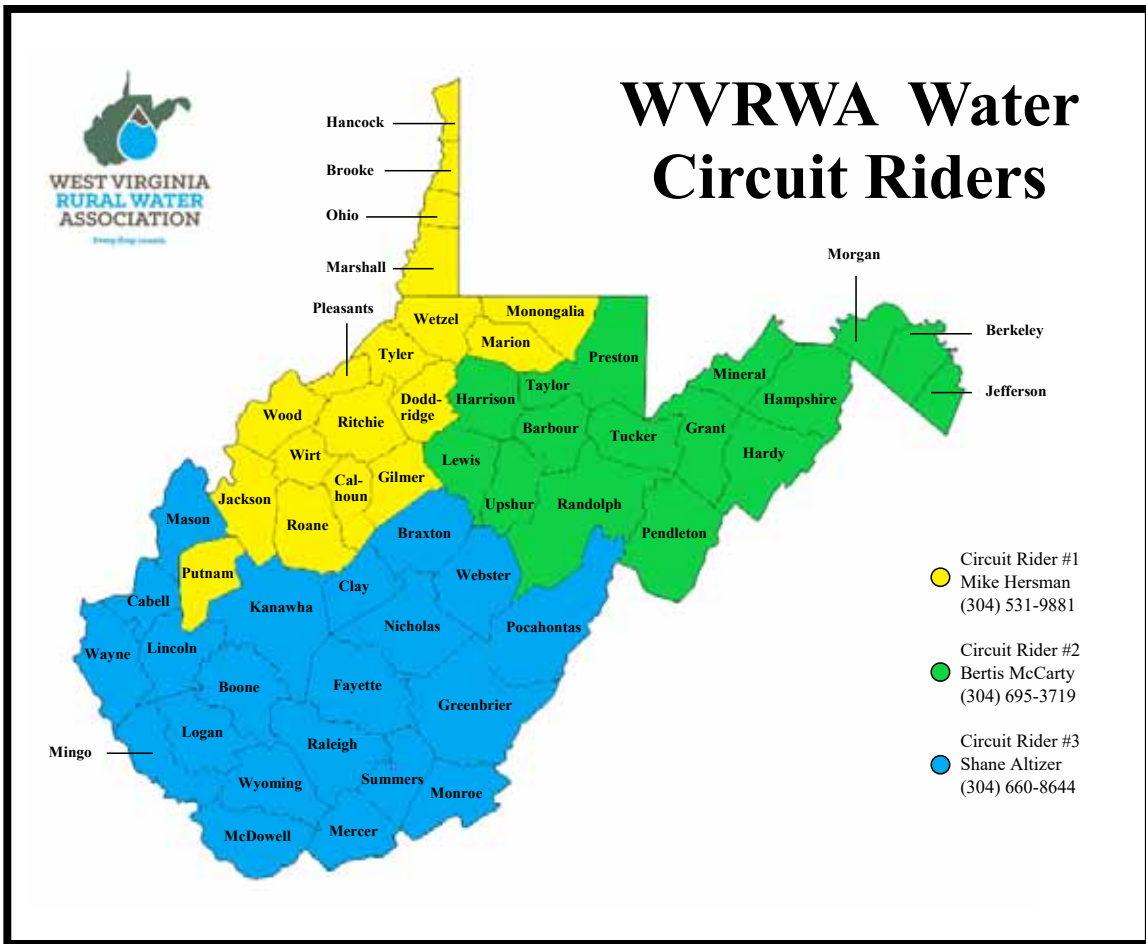 WVRWA Water
Circuit Riders
WEST VIRGINIA
RURAL WATER
ASSOCIATION
Every drop counts.
Hancock
Brooke
Ohio
Marshall
Pleasants
Morgan
Berkeley
Jefferson
Wetzel
Monongalia
Marion
Tyler
Preston
Dodd-
ridge
Harrison
Taylor
Mineral
Hampshire
Wood
Ritchie
Barbour
Tucker
Grant
Hardy
Wirt
Lewis
Cal-
houn
Gilmer
Jackson
Roane
Upshur
Randolph
Pendleton
Mason
Braxton
Putnam
Clay
Webster
Cabell
Kanawha
Nicholas
Pocahontas
Wayne
Lincoln
Boone
Fayette
Greenbrier
Logan
Raleigh
Mingo
Wyoming
Summers
Monroe
McDowell
Mercer
Circuit Rider #1
Mike Hersman
(304) 531-9881
Circuit Rider #2
Bertis McCarty
(304) 695-3719
Circuit Rider #3
Shane Altizer
(304) 660-8644